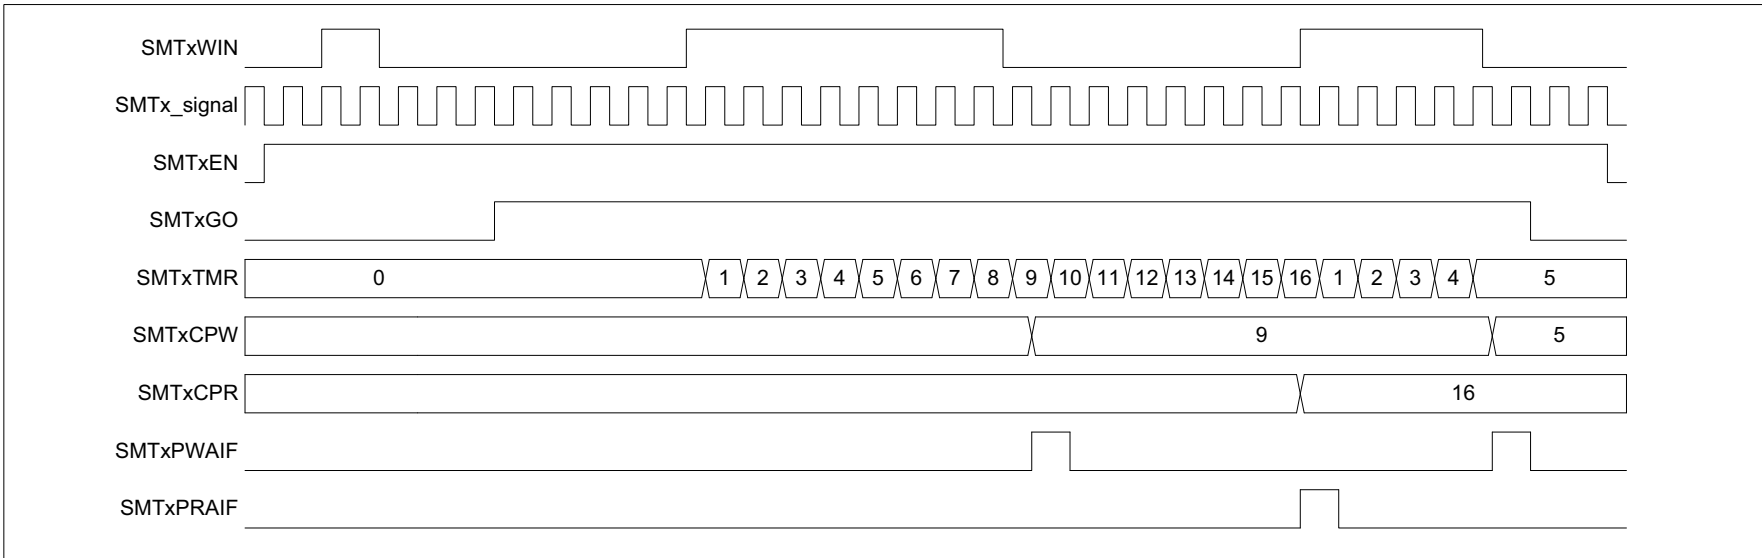 SMTxWIN
SMTx_signal
SMTxEN
SMTxGO
SMTxTMR 0 1 2 3 4 5 6 7 8 9 10 11 12 13 14 15 16 1 2 3 4 5
SMTxCPW 9 5
SMTxCPR 16
SMTxPWAIF
SMTxPRAIF